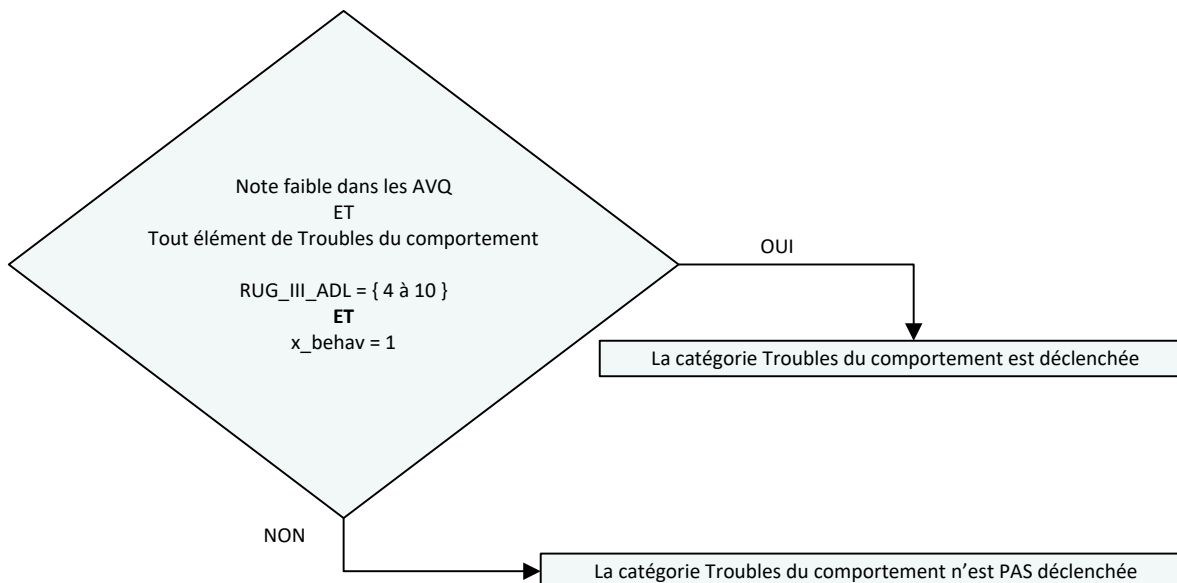 Note faible dans les AVQ
ET
Tout élément de Troubles du comportement
RUG_III_ADL = { 4 à 10 }
ET
x_behav = 1
OUI
La catégorie Troubles du comportement est déclenchée
NON
La catégorie Troubles du comportement n’est PAS déclenchée